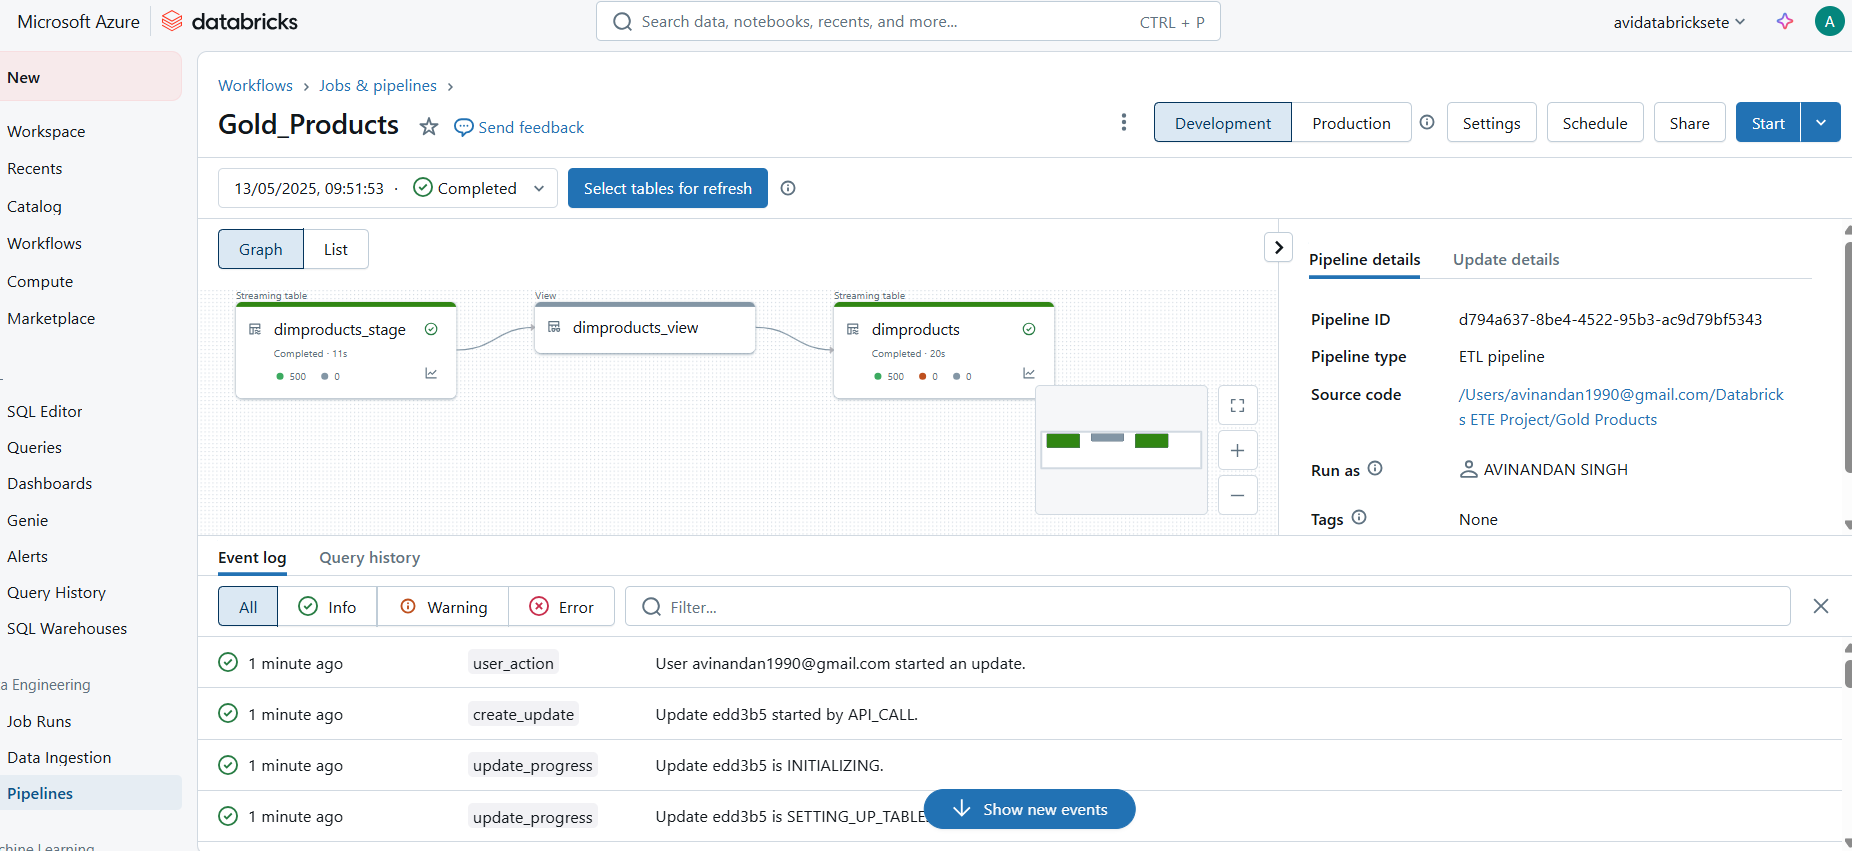 Microsoft Azure databricks
Search data, notebooks, recents, and more... CTRL + P
avidatabricksete
A
New
Workspace
Recents
Catalog
Workflows
Compute
Marketplace
SQL Editor
Queries
Dashboards
Genie
Alerts
Query History
SQL Warehouses
a Engineering
Job Runs
Data Ingestion
Pipelines
chine Learning
Workflows > Jobs & pipelines >
Gold_Products Send feedback
Development Production Settings Schedule Share Start
13/05/2025, 09:51:53 · Completed Select tables for refresh
Graph List
Streaming table
dimproducts_stage
Completed · 11s
500 0
View
dimproducts_view
Streaming table
dimproducts
Completed · 20s
500 0 0
Pipeline details Update details
Pipeline ID d794a637-8be4-4522-95b3-ac9d79bf5343
Pipeline type ETL pipeline
Source code /Users/avinandan1990@gmail.com/Databrick
s ETE Project/Gold Products
Run as AVINANDAN SINGH
Tags None
Event log Query history
All Info Warning Error Filter...
1 minute ago user_action User avinandan1990@gmail.com started an update.
1 minute ago create_update Update edd3b5 started by API_CALL.
1 minute ago update_progress Update edd3b5 is INITIALIZING.
1 minute ago update_progress Update edd3b5 is SETTING_UP_TABLE
Show new events